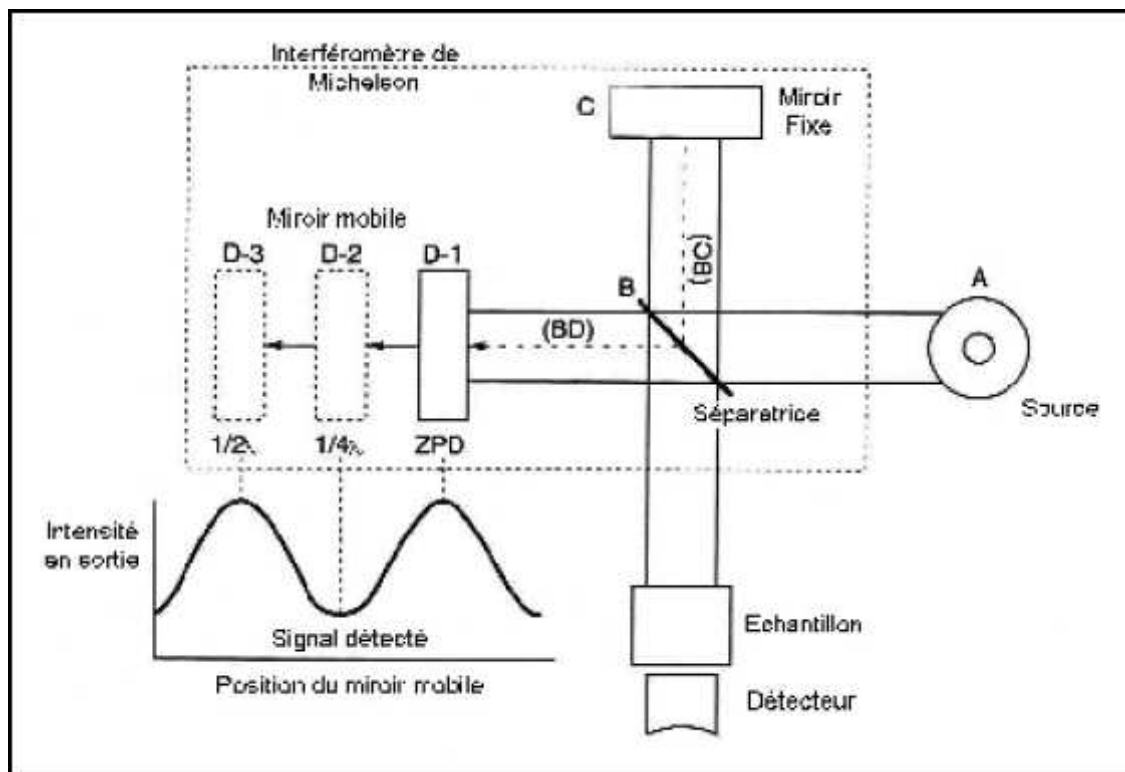 Interféromètre de
Michelson
C
Miroir
Fixe
Miroir mobile
D-3
D-2
D-1
B
(BC)
A
(BD)
Séparatrice
Source
1/2λ
1/4λ
ZPD
Intensité
en sortie
Signal détecté
Position du miroir mobile
Echantillon
Détecteur